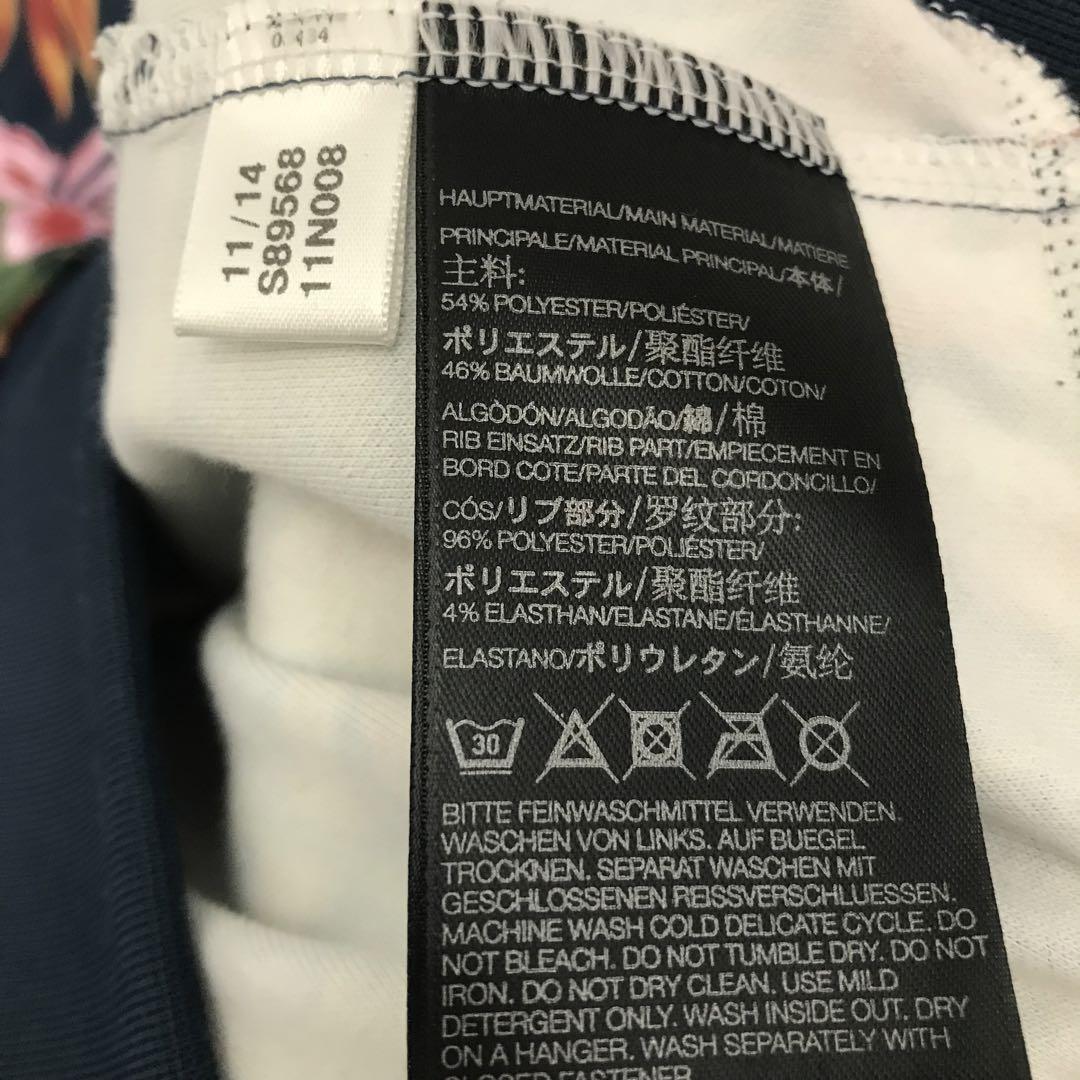 0.434
11/14
S89568
11N008
HAUPTMATERIAL/MAIN MATERIAL/MATIERE
PRINCIPALE/MATERIAL PRINCIPAL/本体/
主料:
54% POLYESTER/POLIÉSTER/
ポリエステル/聚酯纤维
46% BAUMWOLLE/COTTON/COTON/
ALGÒDÓN/ALGODÃO/綿/棉
RIB EINSATZ/RIB PART/EMPIECEMENT EN
BORD COTE/PARTE DEL CORDONCILLO/
CÓS/リブ部分/罗纹部分:
96% POLYESTER/POLIÉSTER/
ポリエステル/聚酯纤维
4% ELASTHAN/ELASTANE/ÉLASTHANNE/
ELASTANO/ポリウレタン/氨纶
30
BITTE FEINWASCHMITTEL VERWENDEN.
WASCHEN VON LINKS. AUF BUEGEL
TROCKNEN. SEPARAT WASCHEN MIT
GESCHLOSSENEN REISSVERSCHLUESSEN.
MACHINE WASH COLD DELICATE CYCLE. DO
NOT BLEACH. DO NOT TUMBLE DRY. DO NOT
IRON. DO NOT DRY CLEAN. USE MILD
DETERGENT ONLY. WASH INSIDE OUT. DRY
ON A HANGER. WASH SEPARATELY WITH
CLOSED FASTENER